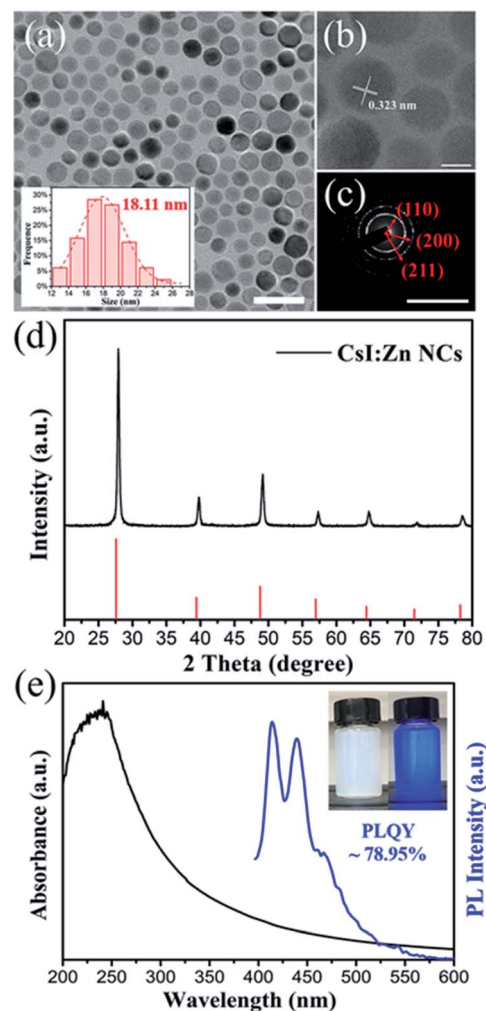 (a)
30%
25%
20%
15%
10%
5%
0%
Frequence
18.11 nm
12 14 16 18 20 22 24 26 28
Size (nm)
(b)
0.323 nm
(c)
(110)
(200)
(211)
(d)
CsI:Zn NCs
Intensity (a.u.)
20 25 30 35 40 45 50 55 60 65 70 75 80
2 Theta (degree)
(e)
Absorbance (a.u.)
PL Intensity (a.u.)
PLQY
~ 78.95%
200 250 300 350 400 450 500 550 600
Wavelength (nm)